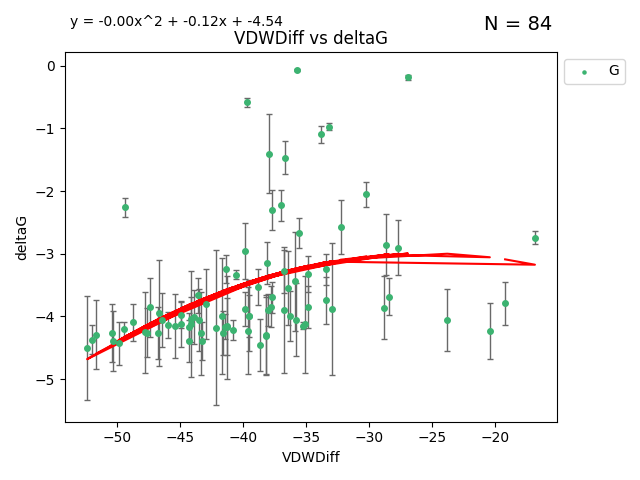 y = -0.00x^2 + -0.12x + -4.54
N = 84
VDWDiff vs deltaG
G
0
−1
−2
−3
−4
−5
deltaG
−50 −45 −40 −35 −30 −25 −20
VDWDiff